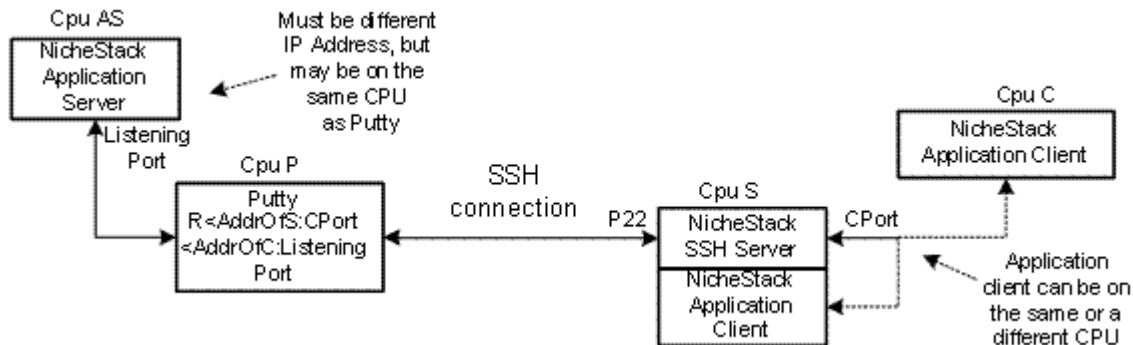 Cpu AS
NicheStack
Application
Server
Must be different
IP Address, but
may be on the
same CPU
as Putty
Listening
Port
Cpu P
Putty
R<AddrOfS:CPort
<AddrOfC:Listening
Port
SSH
connection
P22
Cpu S
NicheStack
SSH Server
NicheStack
Application
Client
CPort
Cpu C
NicheStack
Application Client
Application
client can be on
the same or a
different CPU